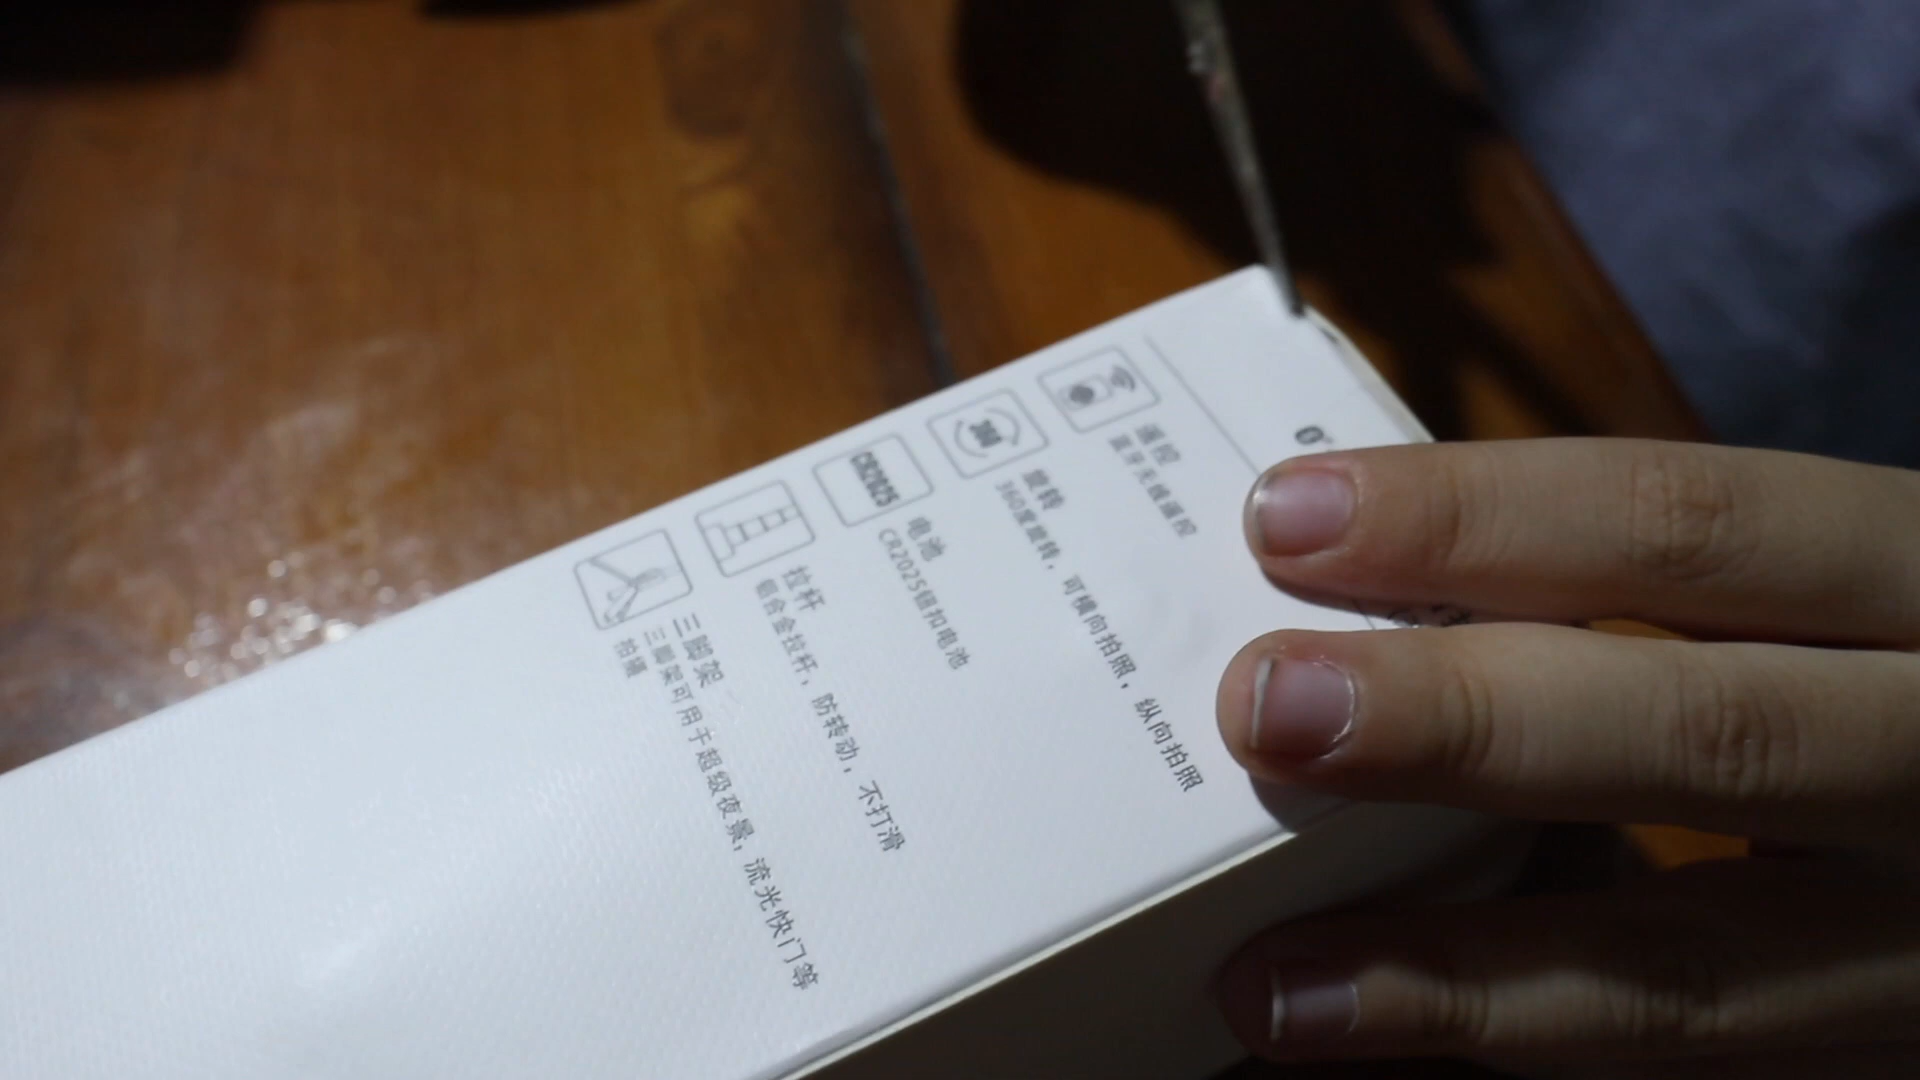 遥控
蓝牙无线遥控
360
旋转
360度旋转，可横向拍照，纵向拍照
CR2025
电池
CR2025纽扣电池
拉杆
铝合金拉杆，防转动，不打滑
三脚架
三脚架可用于超级夜景，流光快门等
拍摄